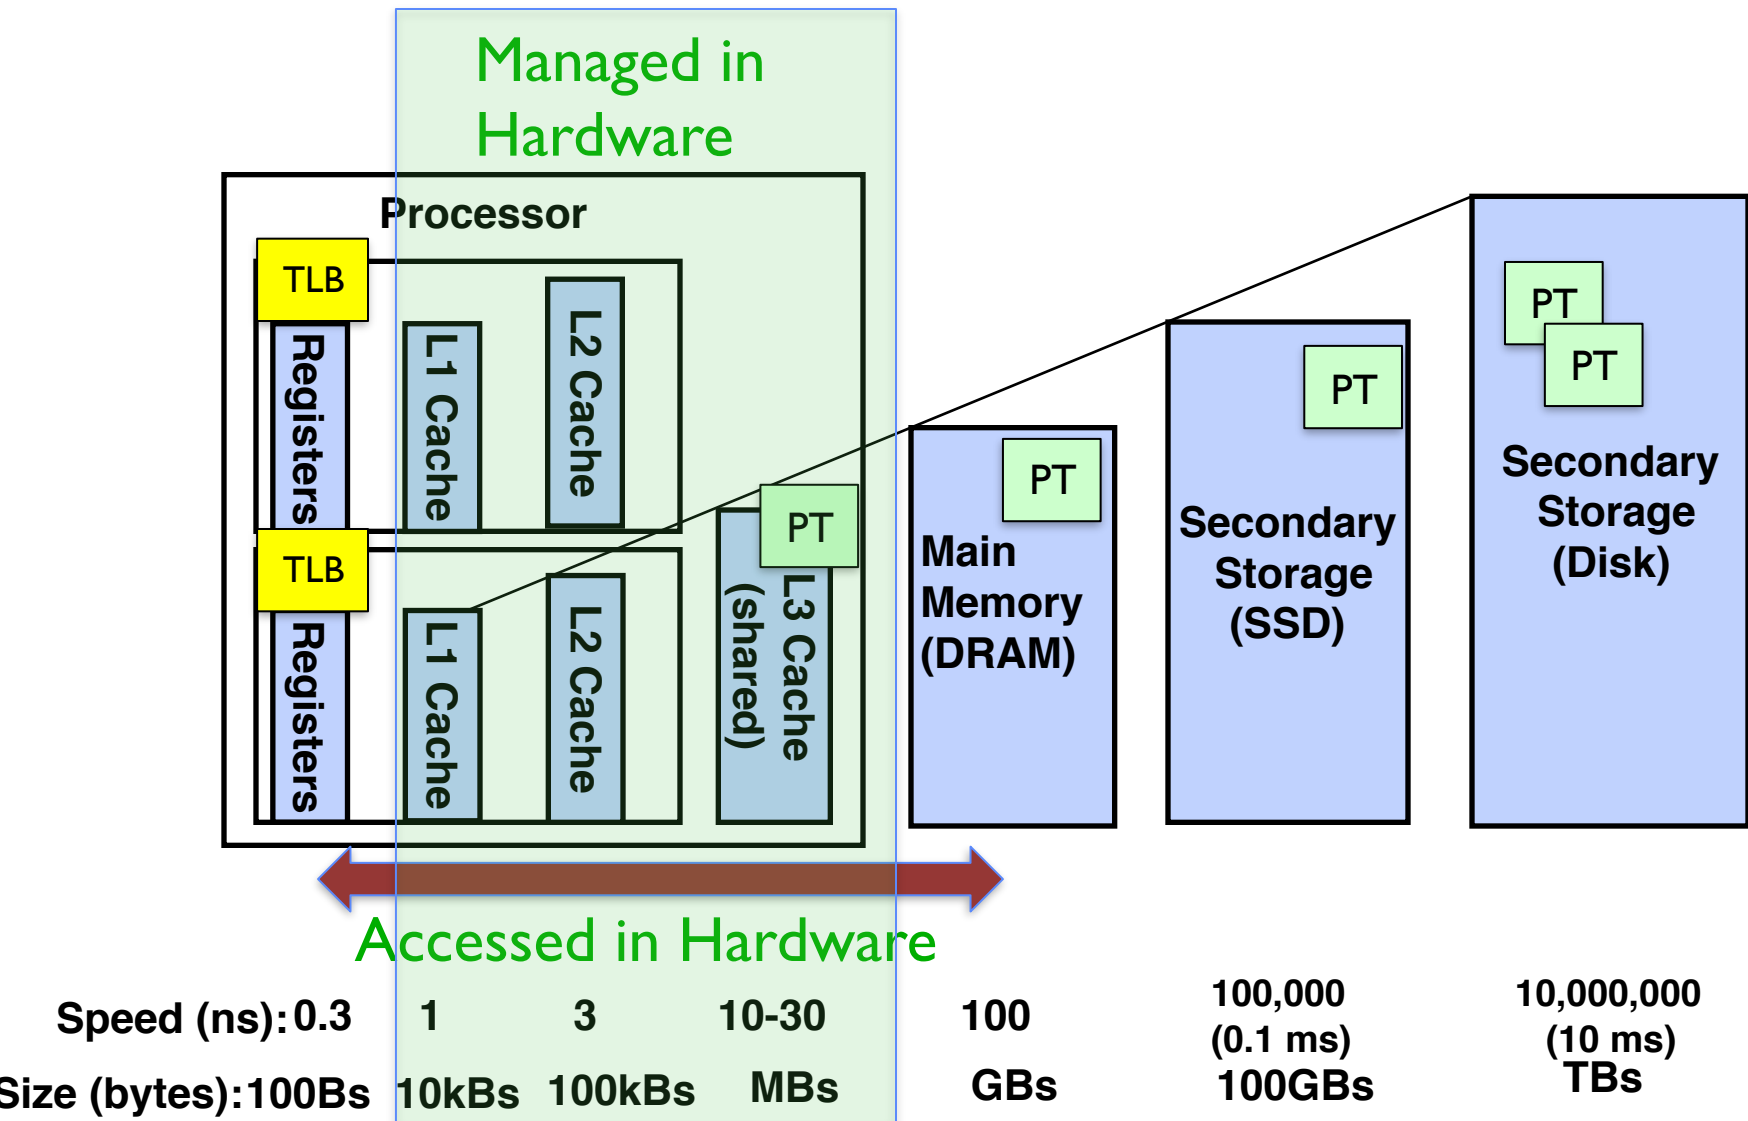 Managed in
Hardware
Processor
TLB
Registers
L1 Cache
L2 Cache
TLB
Registers
L1 Cache
L2 Cache
PT
L3 Cache
(shared)
PT
Main
Memory
(DRAM)
PT
Secondary
Storage
(SSD)
PT
PT
Secondary
Storage
(Disk)
Accessed in Hardware
Speed (ns): 0.3 1 3 10-30 100 100,000 (0.1 ms) 10,000,000 (10 ms)
Size (bytes): 100Bs 10kBs 100kBs MBs GBs 100GBs TBs